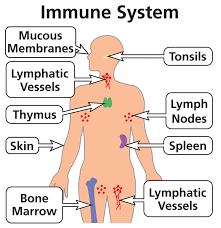 Immune System
Mucous
Membranes
Tonsils
Lymphatic
Vessels
Lymph
Nodes
Thymus
Skin
Spleen
Bone
Marrow
Lymphatic
Vessels